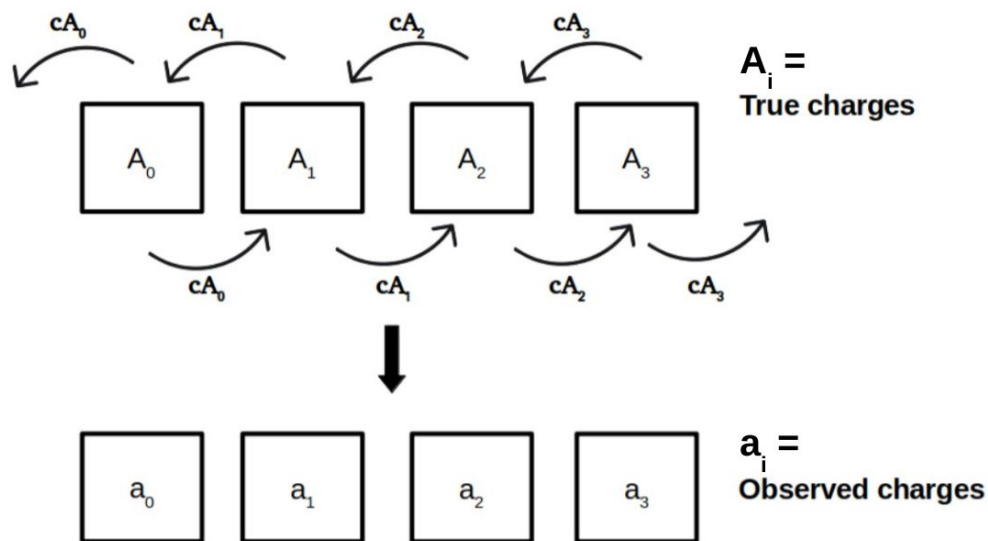 cA₀ cA₁ cA₂ cA₃
Aᵢ =
True charges
A₀ A₁ A₂ A₃
cA₀ cA₁ cA₂ cA₃
aᵢ =
Observed charges
a₀ a₁ a₂ a₃